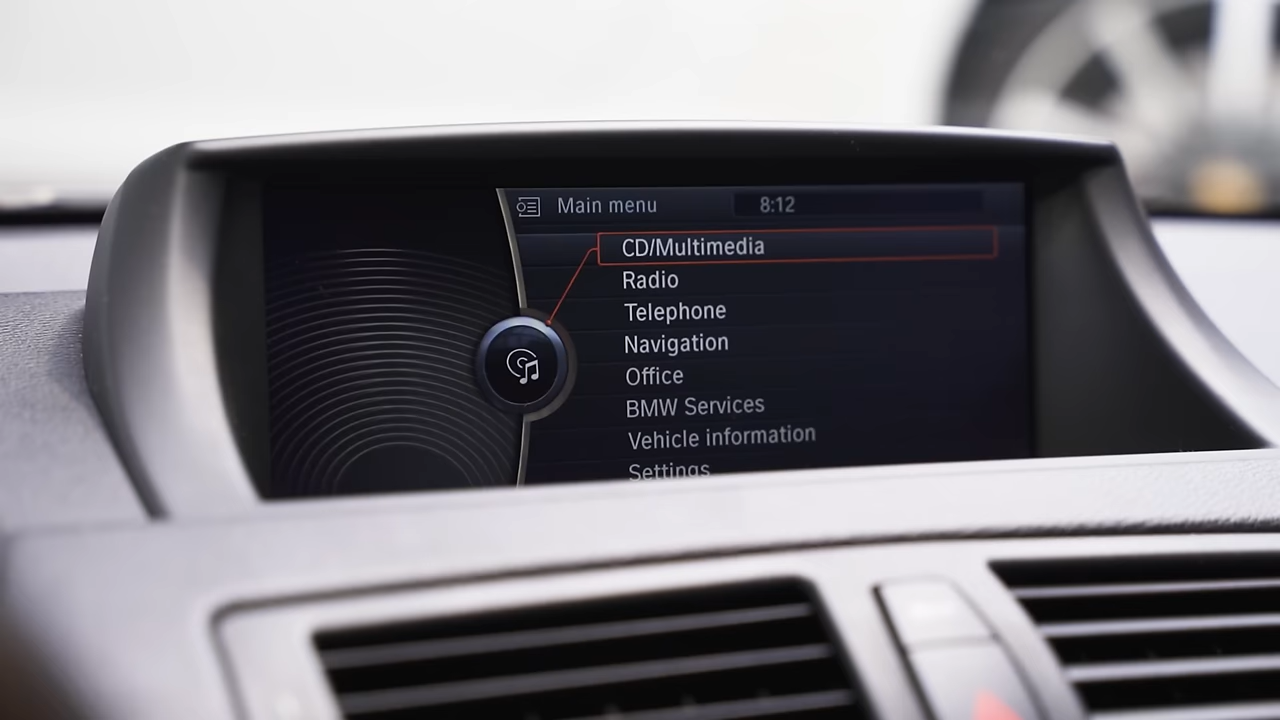 Main menu 8:12
CD/Multimedia
Radio
Telephone
Navigation
Office
BMW Services
Vehicle information
Settings